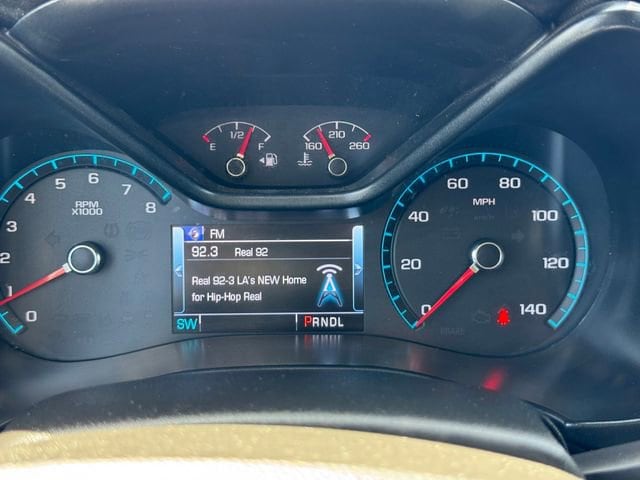 1/2
E F
210
160 260
5 6 7 8
4
3
2
1
0
RPM
X1000
FM
92.3 Real 92
Real 92-3 LA's NEW Home
for Hip-Hop Real
SW PRNDL
60 80
MPH
40 100
20 120
0 140
BRAKE